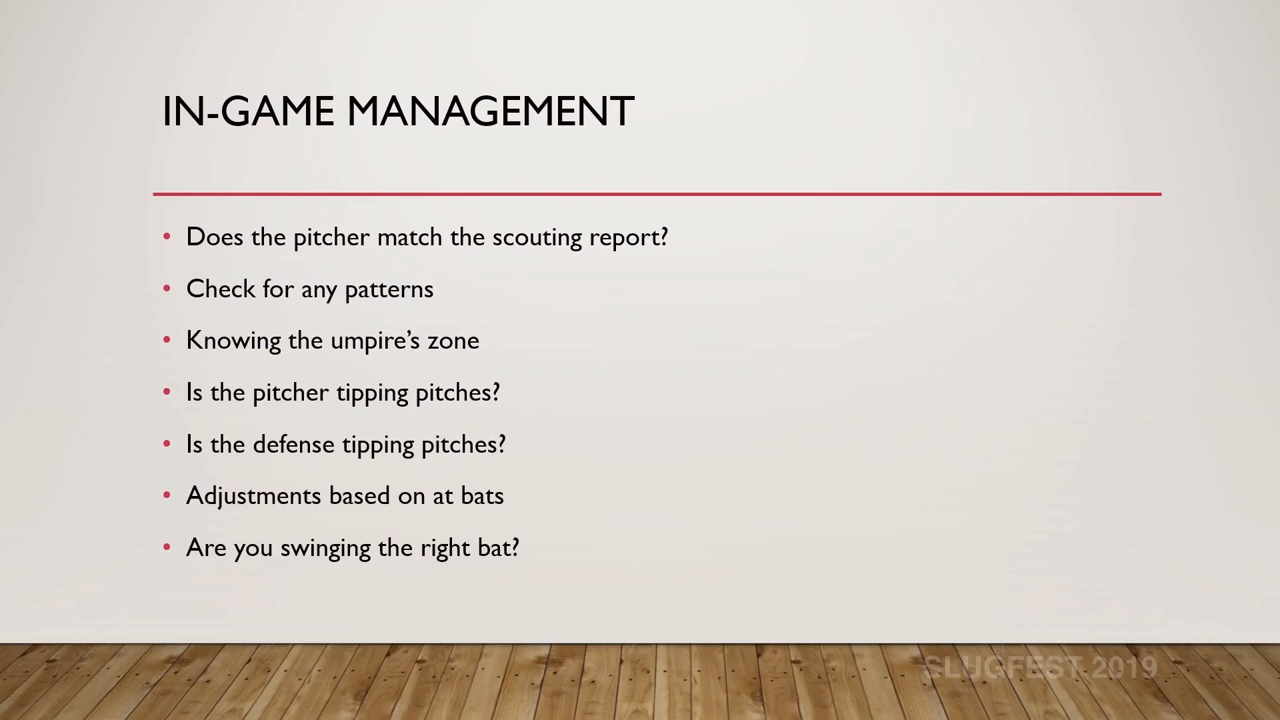 IN-GAME MANAGEMENT
• Does the pitcher match the scouting report?
• Check for any patterns
• Knowing the umpire’s zone
• Is the pitcher tipping pitches?
• Is the defense tipping pitches?
• Adjustments based on at bats
• Are you swinging the right bat?
SLUGFEST 2019